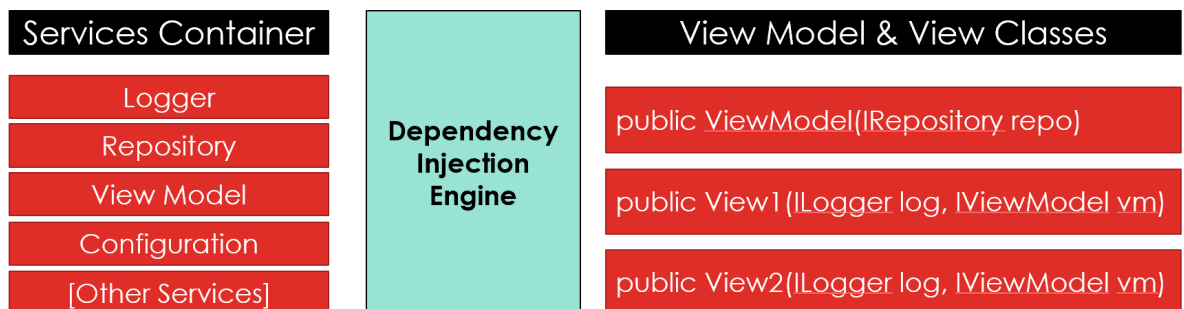 Services Container
Logger
Repository
View Model
Configuration
[Other Services]
Dependency
Injection
Engine
View Model & View Classes
public ViewModel(IRepository repo)
public View1(ILogger log, IViewModel vm)
public View2(ILogger log, IViewModel vm)